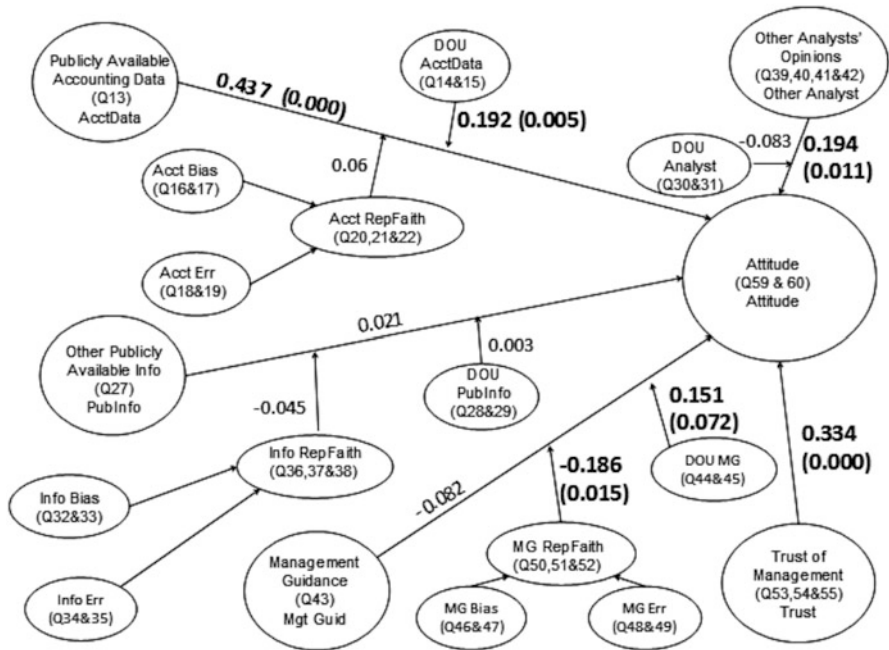 Publicly Available
Accounting Data
(Q13)
AcctData
0.437 (0.000)
DOU
AcctData
(Q14&15)
0.192 (0.005)
Other Analysts'
Opinions
(Q39,40,41&42)
Other Analyst
-0.083
0.194
(0.011)
DOU
Analyst
(Q30&31)
Acct Bias
(Q16&17)
0.06
Acct RepFaith
(Q20,21&22)
Acct Err
(Q18&19)
Attitude
(Q59 & 60)
Attitude
Other Publicly
Available Info
(Q27)
PubInfo
0.021
0.003
DOU
PubInfo
(Q28&29)
-0.045
Info RepFaith
(Q36,37&38)
Info Bias
(Q32&33)
Info Err
(Q34&35)
0.151
(0.072)
DOU MG
(Q44&45)
0.334
(0.000)
-0.186
(0.015)
-0.082
Management
Guidance
(Q43)
Mgt Guid
MG RepFaith
(Q50,51&52)
MG Bias
(Q46&47)
MG Err
(Q48&49)
Trust of
Management
(Q53,54&55)
Trust